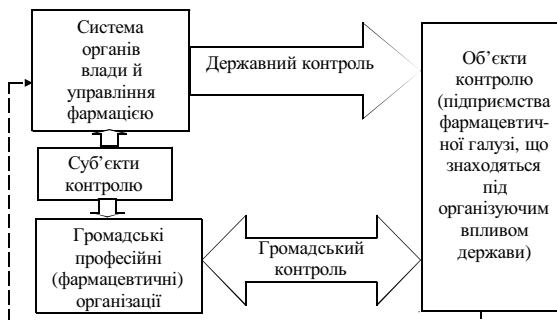 Система
органів
влади й
управління
фармацією
Державний контроль
Об’єкти
контролю
(підприємства
фармацевтич-
ної галузі, що
знаходяться
під
організуючим
впливом
держави)
Суб’єкти
контролю
Громадські
професійні
(фармацевтичні)
організації
Громадський
контроль